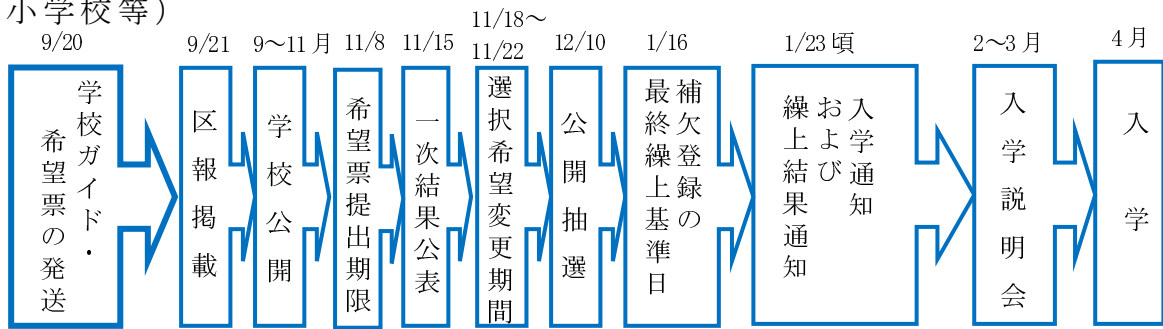 小学校等）
9/20
学校ガイド・
希望票の発送
9/21
区報掲載
9～11月
学校公開
11/8
希望票提出期限
11/15
一次結果公表
11/18～
11/22
選択希望変更期間
12/10
公開抽選
1/16
補欠登録の
最終繰上基準日
1/23頃
入学通知
および
繰上結果通知
2～3月
入学説明会
4月
入学